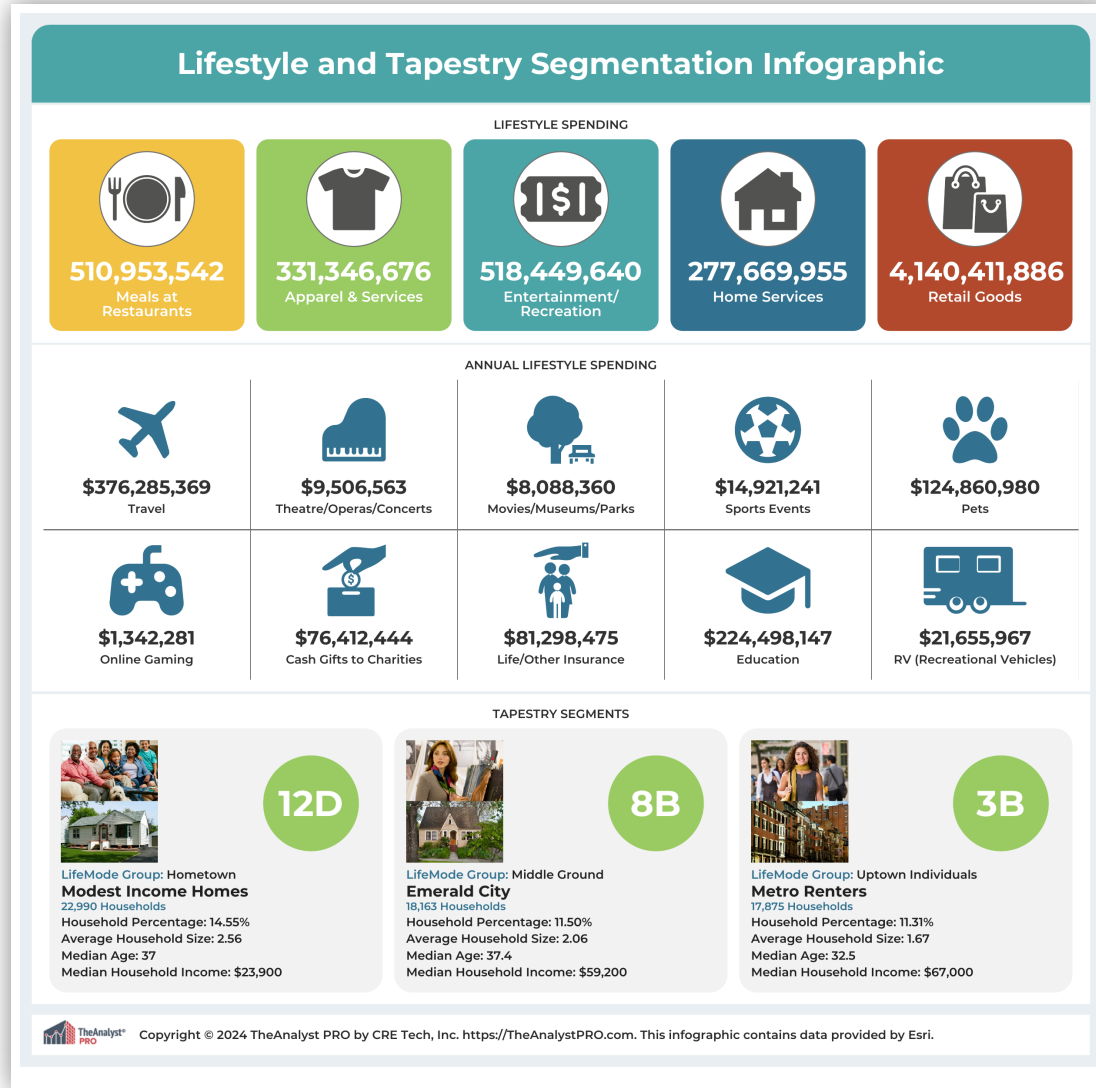 Lifestyle and Tapestry Segmentation Infographic
LIFESTYLE SPENDING
510,953,542
Meals at
Restaurants
331,346,676
Apparel & Services
518,449,640
Entertainment/
Recreation
277,669,955
Home Services
4,140,411,886
Retail Goods
ANNUAL LIFESTYLE SPENDING
$376,285,369
Travel
$9,506,563
Theatre/Operas/Concerts
$8,088,360
Movies/Museums/Parks
$14,921,241
Sports Events
$124,860,980
Pets
$1,342,281
Online Gaming
$76,412,444
Cash Gifts to Charities
$81,298,475
Life/Other Insurance
$224,498,147
Education
$21,655,967
RV (Recreational Vehicles)
TAPESTRY SEGMENTS
12D
LifeMode Group: Hometown
Modest Income Homes
22,990 Households
Household Percentage: 14.55%
Average Household Size: 2.56
Median Age: 37
Median Household Income: $23,900
8B
LifeMode Group: Middle Ground
Emerald City
18,163 Households
Household Percentage: 11.50%
Average Household Size: 2.06
Median Age: 37.4
Median Household Income: $59,200
3B
LifeMode Group: Uptown Individuals
Metro Renters
17,875 Households
Household Percentage: 11.31%
Average Household Size: 1.67
Median Age: 32.5
Median Household Income: $67,000
TheAnalyst®
PRO
Copyright © 2024 TheAnalyst PRO by CRE Tech, Inc. https://TheAnalystPRO.com. This infographic contains data provided by Esri.